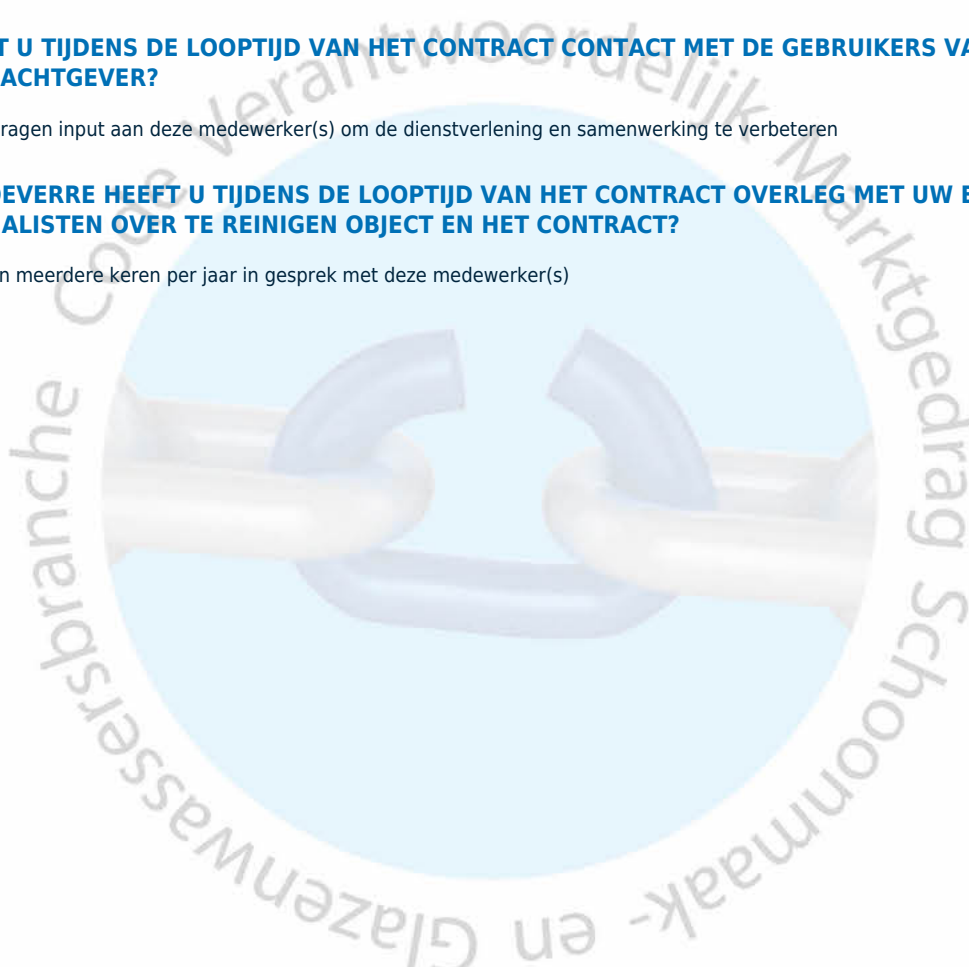 T U TIJDENS DE LOOPTIJD VAN HET CONTRACT CONTACT MET DE GEBRUIKERS VA
ACHTGEVER?
ragen input aan deze medewerker(s) om de dienstverlening en samenwerking te verbeteren
OEVERRE HEEFT U TIJDENS DE LOOPTIJD VAN HET CONTRACT OVERLEG MET UW E
ALISTEN OVER TE REINIGEN OBJECT EN HET CONTRACT?
n meerdere keren per jaar in gesprek met deze medewerker(s)
Code Verantwoordelijk Marktgedrag Schoonmaak- en Glazenwassersbranche